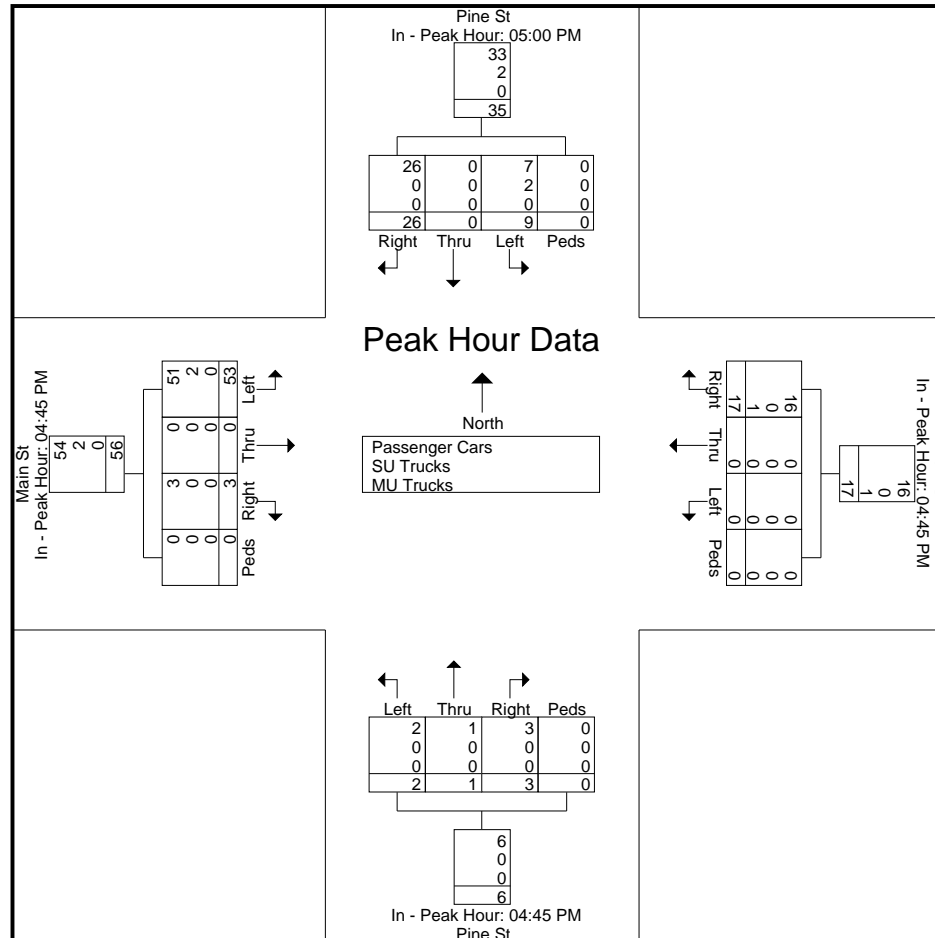 Pine St
In - Peak Hour: 05:00 PM
33
2
0
35
26 0 7 0
0 0 2 0
0 0 0 0
26 0 9 0
Right Thru Left Peds
Peak Hour Data
North
Passenger Cars
SU Trucks
MU Trucks
Main St
In - Peak Hour: 04:45 PM
54 2 0 56
51 2 0 53 Left
0 0 0 0 Thru
3 0 0 3 Right
0 0 0 0 Peds
Right 17 1 0 16
Thru 0 0 0 0
Left 0 0 0 0
Peds 0 0 0 0
17 1 0 16
In - Peak Hour: 04:45 PM
Left Thru Right Peds
2 1 3 0
0 0 0 0
0 0 0 0
2 1 3 0
6
0
0
6
In - Peak Hour: 04:45 PM
Pine St